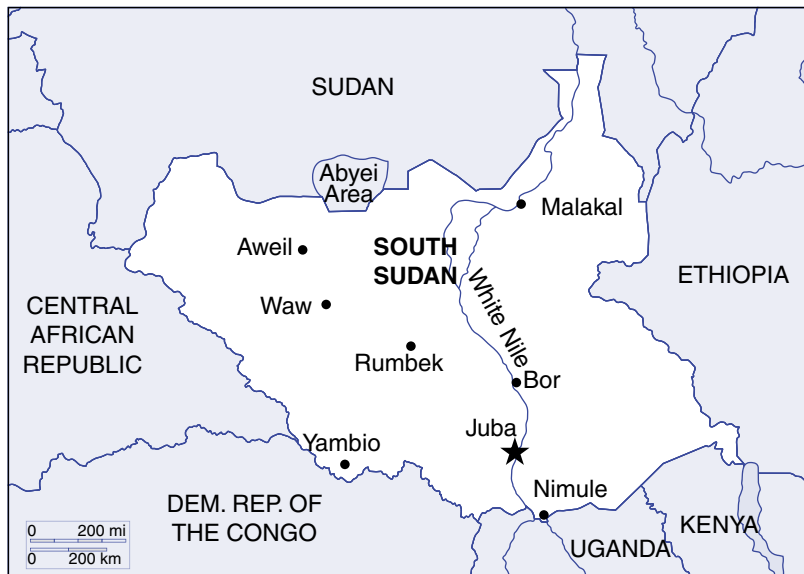 SUDAN
Abyei
Area
Malakal
Aweil
SOUTH
SUDAN
ETHIOPIA
White Nile
CENTRAL
AFRICAN
REPUBLIC
Waw
Rumbek
Bor
Juba
Yambio
Nimule
DEM. REP. OF
THE CONGO
KENYA
UGANDA
0 200 mi
0 200 km